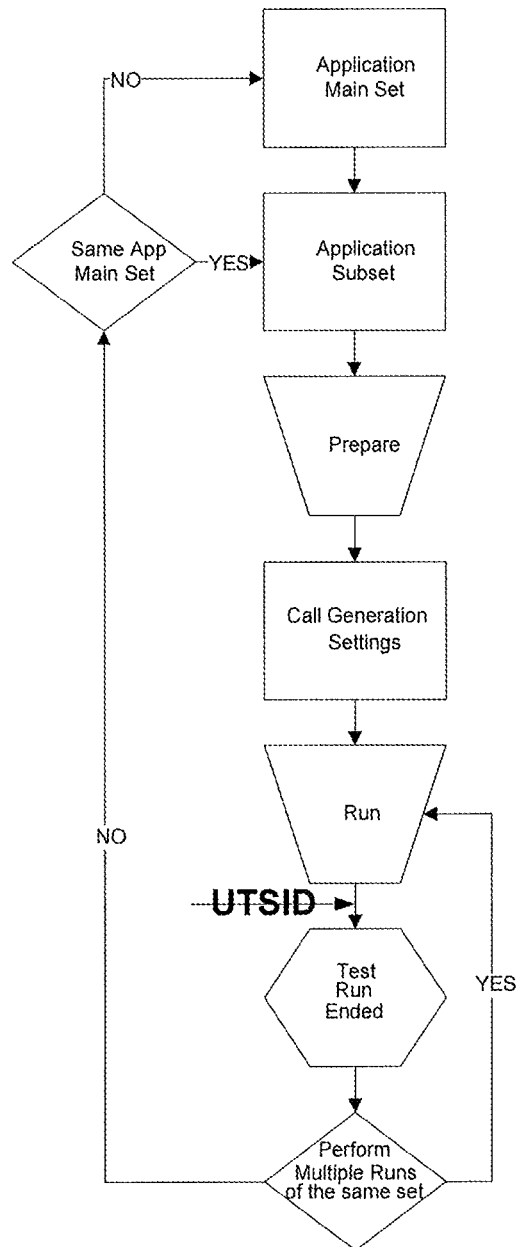 Application
Main Set
NO
Same App
Main Set
YES
Application
Subset
Prepare
Call Generation
Settings
Run
NO
UTSID
Test
Run
Ended
YES
Perform
Multiple Runs
of the same set